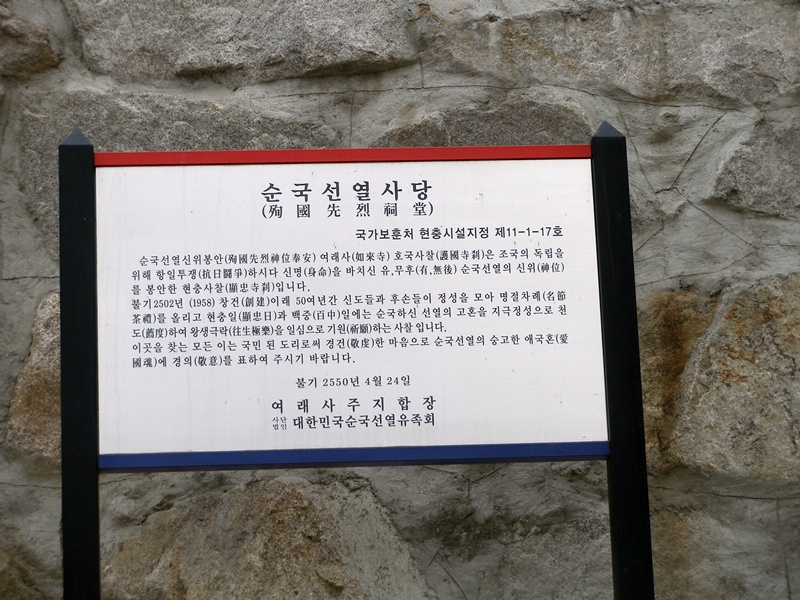 순국선열사당
(殉國先烈祠堂)
국가보훈처 현충시설지정 제11-1-17호
순국선열신위봉안(殉國先烈神位奉安) 여래사(如來寺) 호국사찰(護國寺刹)은 조국의 독립을
위해 항일투쟁(抗日鬪爭)하시다 신명(身命)을 바치신 유,무후(有,無後) 순국선열의 신위(神位)
를 봉안한 현충사찰(顯忠寺刹)입니다.
불기2502년 (1958) 창건(創建)이래 50여년간 신도들과 후손들이 정성을 모아 명절차례(名節
茶禮)를 올리고 현충일(顯忠日)과 백중(百中)일에는 순국하신 선열의 고혼을 지극정성으로 천
도(薦度)하여 왕생극락(往生極樂)을 일심으로 기원(祈願)하는 사찰 입니다.
이곳을 찾는 모든 이는 국민 된 도리로써 경건(敬虔)한 마음으로 순국선열의 숭고한 애국혼(愛
國魂)에 경의(敬意)를 표하여 주시기 바랍니다.
불기 2550년 4월 24일
여래사주지합장
사단법인 대한민국순국선열유족회